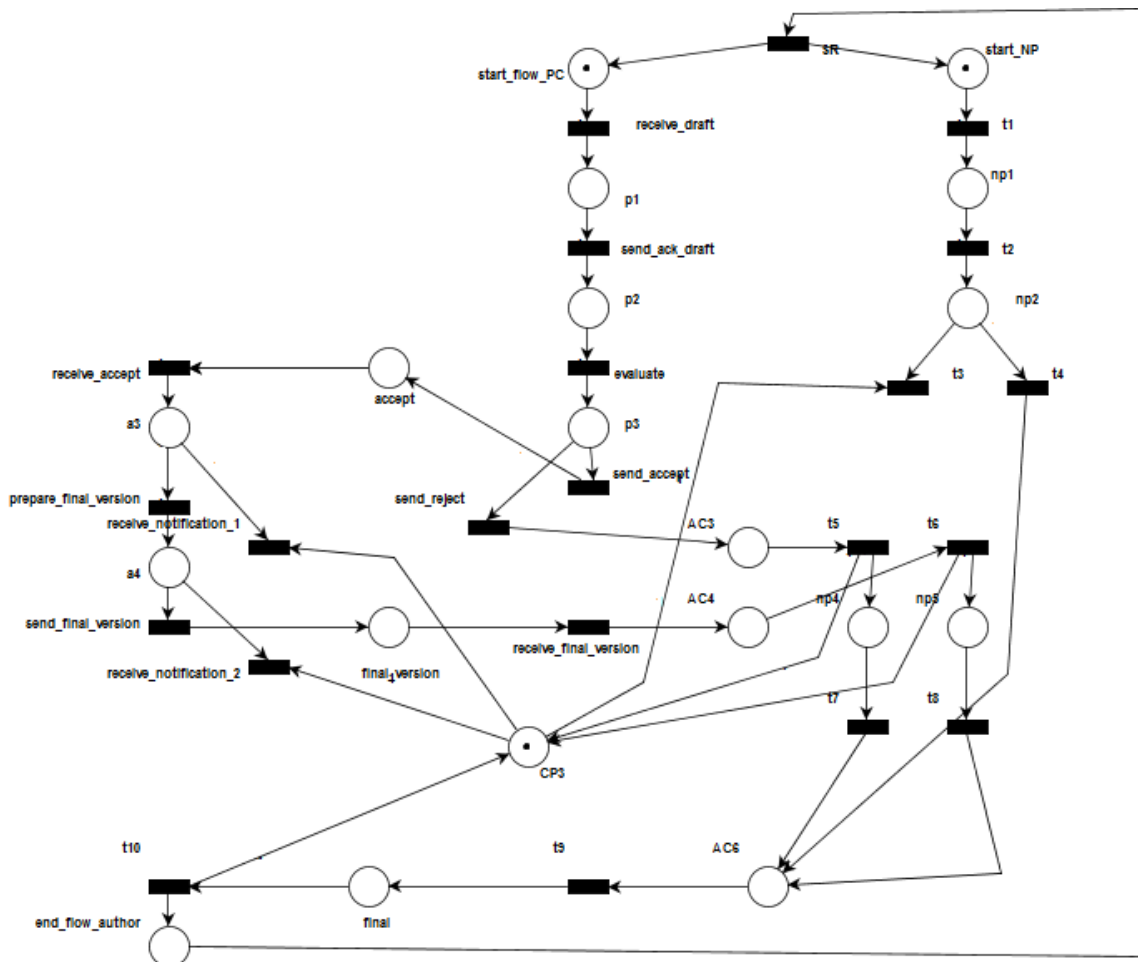 $R
start_NP
start_flow_PC
receive_draft
t1
np1
p1
send_ack_draft
t2
p2
np2
receive_accept
evaluate
t3
t4
accept
a3
p3
send_accept
prepare_final_version
send_reject
receive_notification_1
AC3
t5
t6
a4
AC4
np4
np5
send_final_version
receive_final_version
receive_notification_2
final_version
t7
t8
CP3
t10
t9
AC6
end_flow_author
final